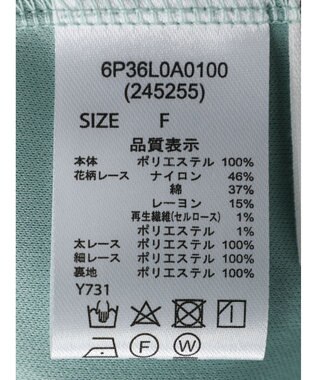 6P36L0A0100
(245255)
SIZE F
品質表示
本体 ポリエステル 100%
花柄レース ナイロン 46%
綿 37%
レーヨン 15%
再生繊維(セルロース) 1%
ポリエステル 1%
太レース ポリエステル 100%
細レース ポリエステル 100%
裏地 ポリエステル 100%
Y731
F W